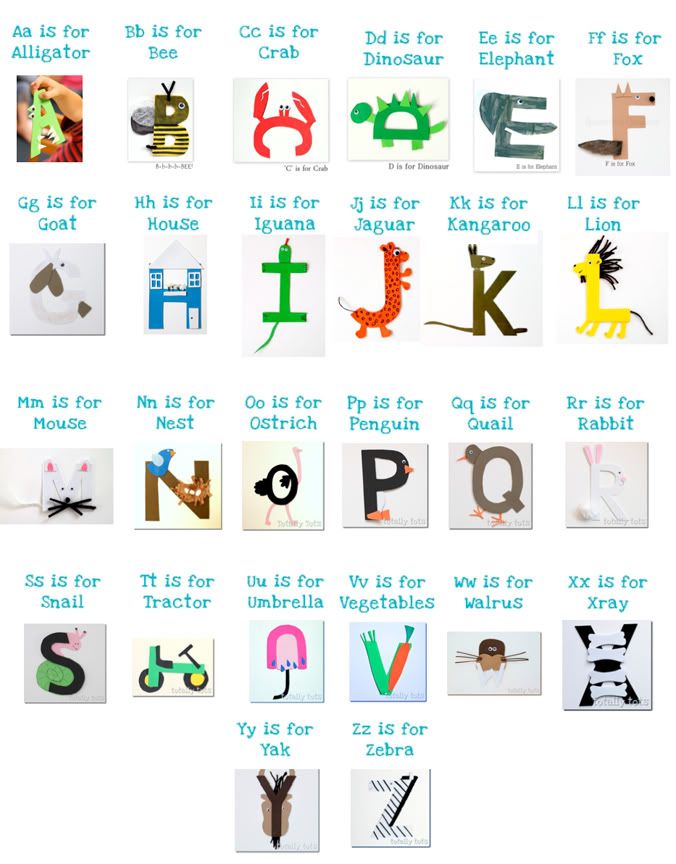 Aa is for
Alligator
Bb is for
Bee
Cc is for
Crab
Dd is for
Dinosaur
Ee is for
Elephant
Ff is for
Fox
B-b-b-b-BEE!
'C' is for Crab
D is for Dinosaur
E is for Elephant
F is for Fox
Gg is for
Goat
Hh is for
House
Ii is for
Iguana
Jj is for
Jaguar
Kk is for
Kangaroo
Ll is for
Lion
Mm is for
Mouse
Nn is for
Nest
Oo is for
Ostrich
Pp is for
Penguin
Qq is for
Quail
Rr is for
Rabbit
totally tots
totally tots
totally tots
totally tots
Ss is for
Snail
Tt is for
Tractor
Uu is for
Umbrella
Vv is for
Vegetables
Ww is for
Walrus
Xx is for
Xray
totally tots
totally tots
totally tots
totally tots
totally tots
Yy is for
Yak
Zz is for
Zebra
totally tots
totally tots